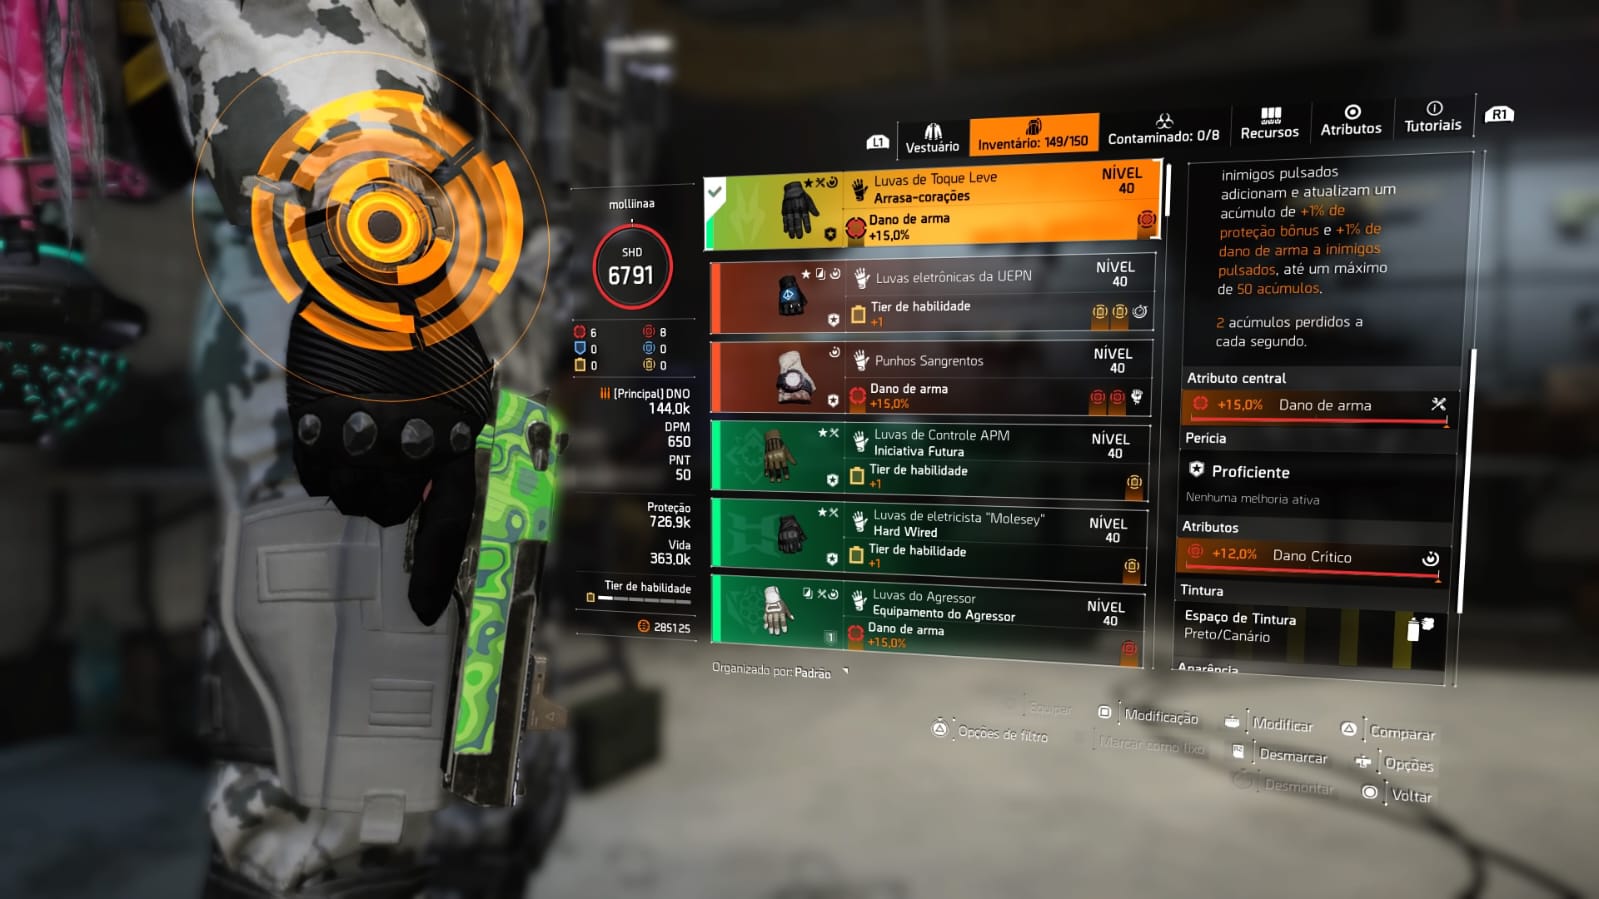 L1
Vestuário
Inventário: 149/150
Contaminado: 0/8
Recursos
Atributos
Tutoriais
R1
molliinaa
SHD
6791
6
8
0
0
0
0
[Principal] DNO
144,0k
DPM
650
PNT
50
Proteção
726,9k
Vida
363,0k
Tier de habilidade
285125
Luvas de Toque Leve
Arrasa-corações
NÍVEL
40
Dano de arma
+15,0%
Luvas eletrônicas da UEPN
NÍVEL
40
Tier de habilidade
+1
Punhos Sangrentos
NÍVEL
40
Dano de arma
+15,0%
Luvas de Controle APM
Iniciativa Futura
NÍVEL
40
Tier de habilidade
+1
Luvas de eletricista "Molesey"
Hard Wired
NÍVEL
40
Tier de habilidade
+1
Luvas do Agressor
Equipamento do Agressor
NÍVEL
40
Dano de arma
+15,0%
1
Organizado por: Padrão
inimigos pulsados
adicionam e atualizam um
acúmulo de +1% de
proteção bônus e +1% de
dano de arma a inimigos
pulsados, até um máximo
de 50 acúmulos.
2 acúmulos perdidos a
cada segundo.
Atributo central
+15,0% Dano de arma
Perícia
Proficiente
Nenhuma melhoria ativa
Atributos
+12,0% Dano Crítico
Tintura
Espaço de Tintura
Preto/Canário
Aparência
Equipar
Modificação
Modificar
Comparar
Opções de filtro
Marcar como lixo
R3
Desmarcar
Opções
Desmontar
Voltar